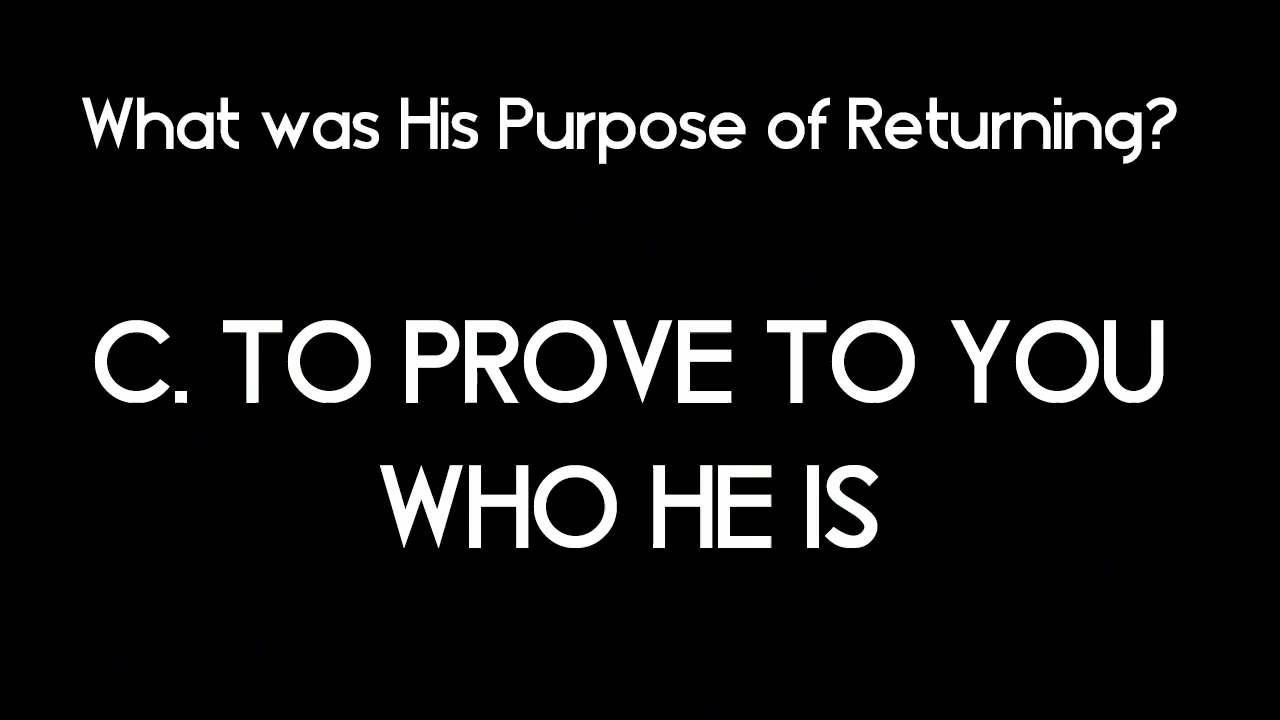 What was His Purpose of Returning?
C. TO PROVE TO YOU
WHO HE IS